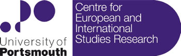 Centre for
European and
International
Studies Research
University of
Portsmouth